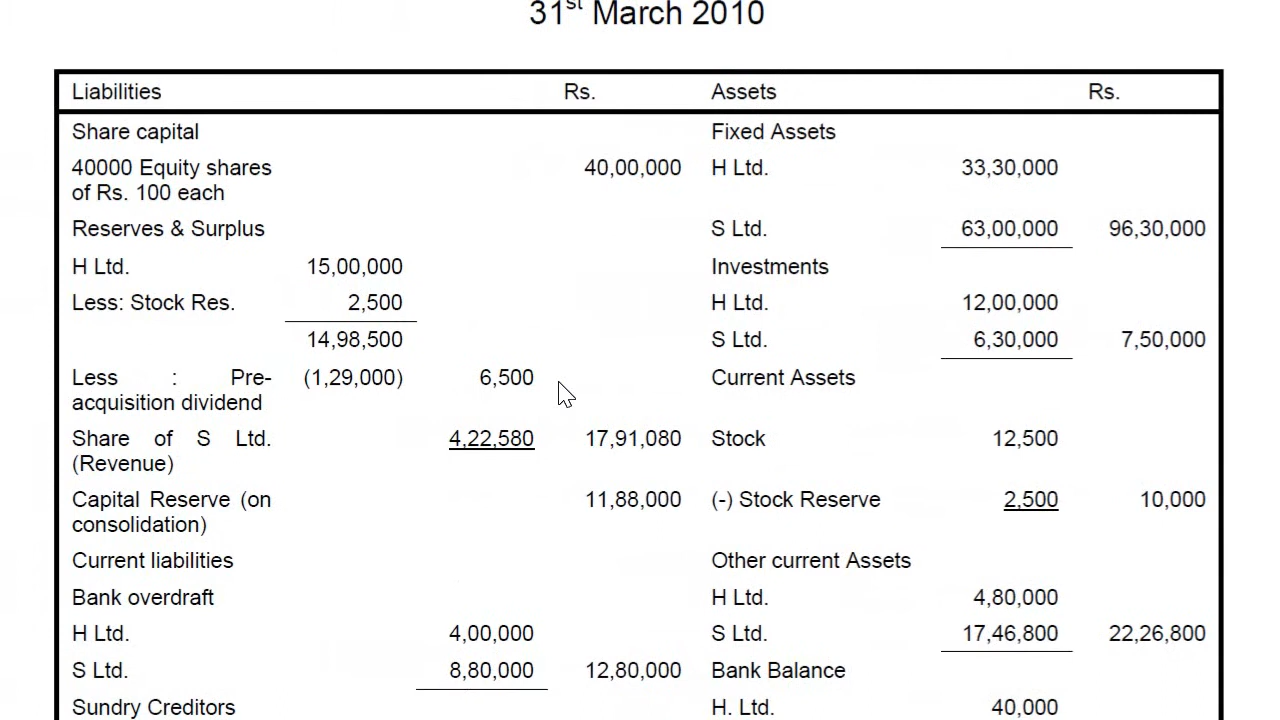 31st March 2010
Liabilities Rs. Assets Rs.
Share capital Fixed Assets
40000 Equity shares 40,00,000 H Ltd. 33,30,000
of Rs. 100 each
Reserves & Surplus S Ltd. 63,00,000 96,30,000
H Ltd. 15,00,000 Investments
Less: Stock Res. 2,500 H Ltd. 12,00,000
14,98,500 S Ltd. 6,30,000 7,50,000
Less : Pre- (1,29,000) 6,500 Current Assets
acquisition dividend
Share of S Ltd. 4,22,580 17,91,080 Stock 12,500
(Revenue)
Capital Reserve (on 11,88,000 (-) Stock Reserve 2,500 10,000
consolidation)
Current liabilities Other current Assets
Bank overdraft H Ltd. 4,80,000
H Ltd. 4,00,000 S Ltd. 17,46,800 22,26,800
S Ltd. 8,80,000 12,80,000 Bank Balance
Sundry Creditors H. Ltd. 40,000